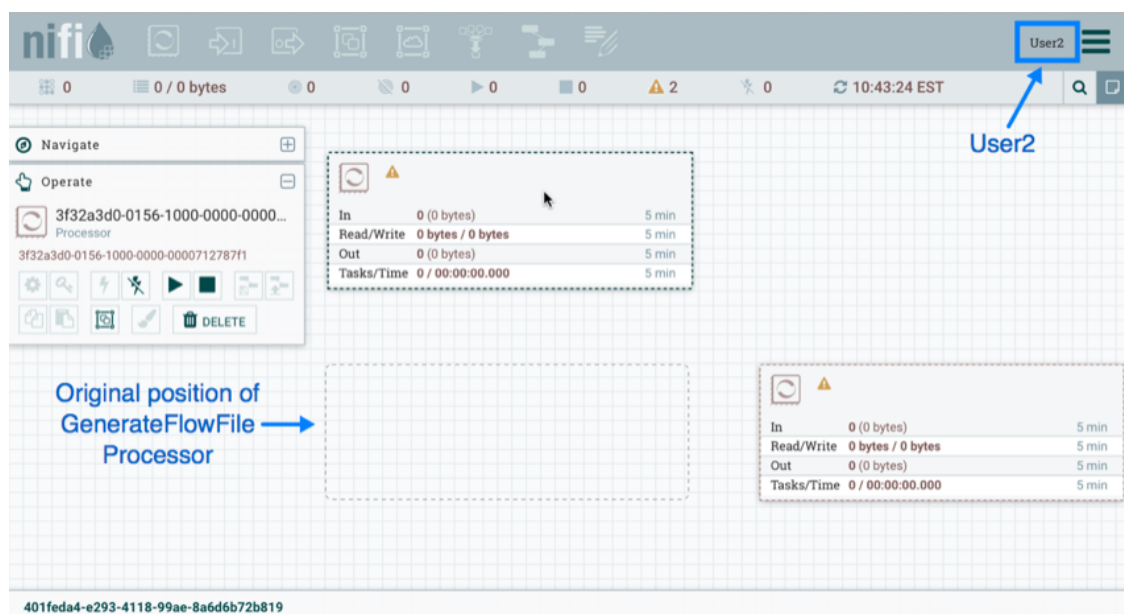 nifi
User2
0
0 / 0 bytes
0
0
0
0
2
0
10:43:24 EST
User2
Navigate
Operate
3f32a3d0-0156-1000-0000-0000...
Processor
3f32a3d0-0156-1000-0000-0000712787f1
DELETE
In 0 (0 bytes) 5 min
Read/Write 0 bytes / 0 bytes 5 min
Out 0 (0 bytes) 5 min
Tasks/Time 0 / 00:00:00.000 5 min
Original position of
GenerateFlowFile
Processor
In 0 (0 bytes) 5 min
Read/Write 0 bytes / 0 bytes 5 min
Out 0 (0 bytes) 5 min
Tasks/Time 0 / 00:00:00.000 5 min
401feda4-e293-4118-99ae-8a6d6b72b819